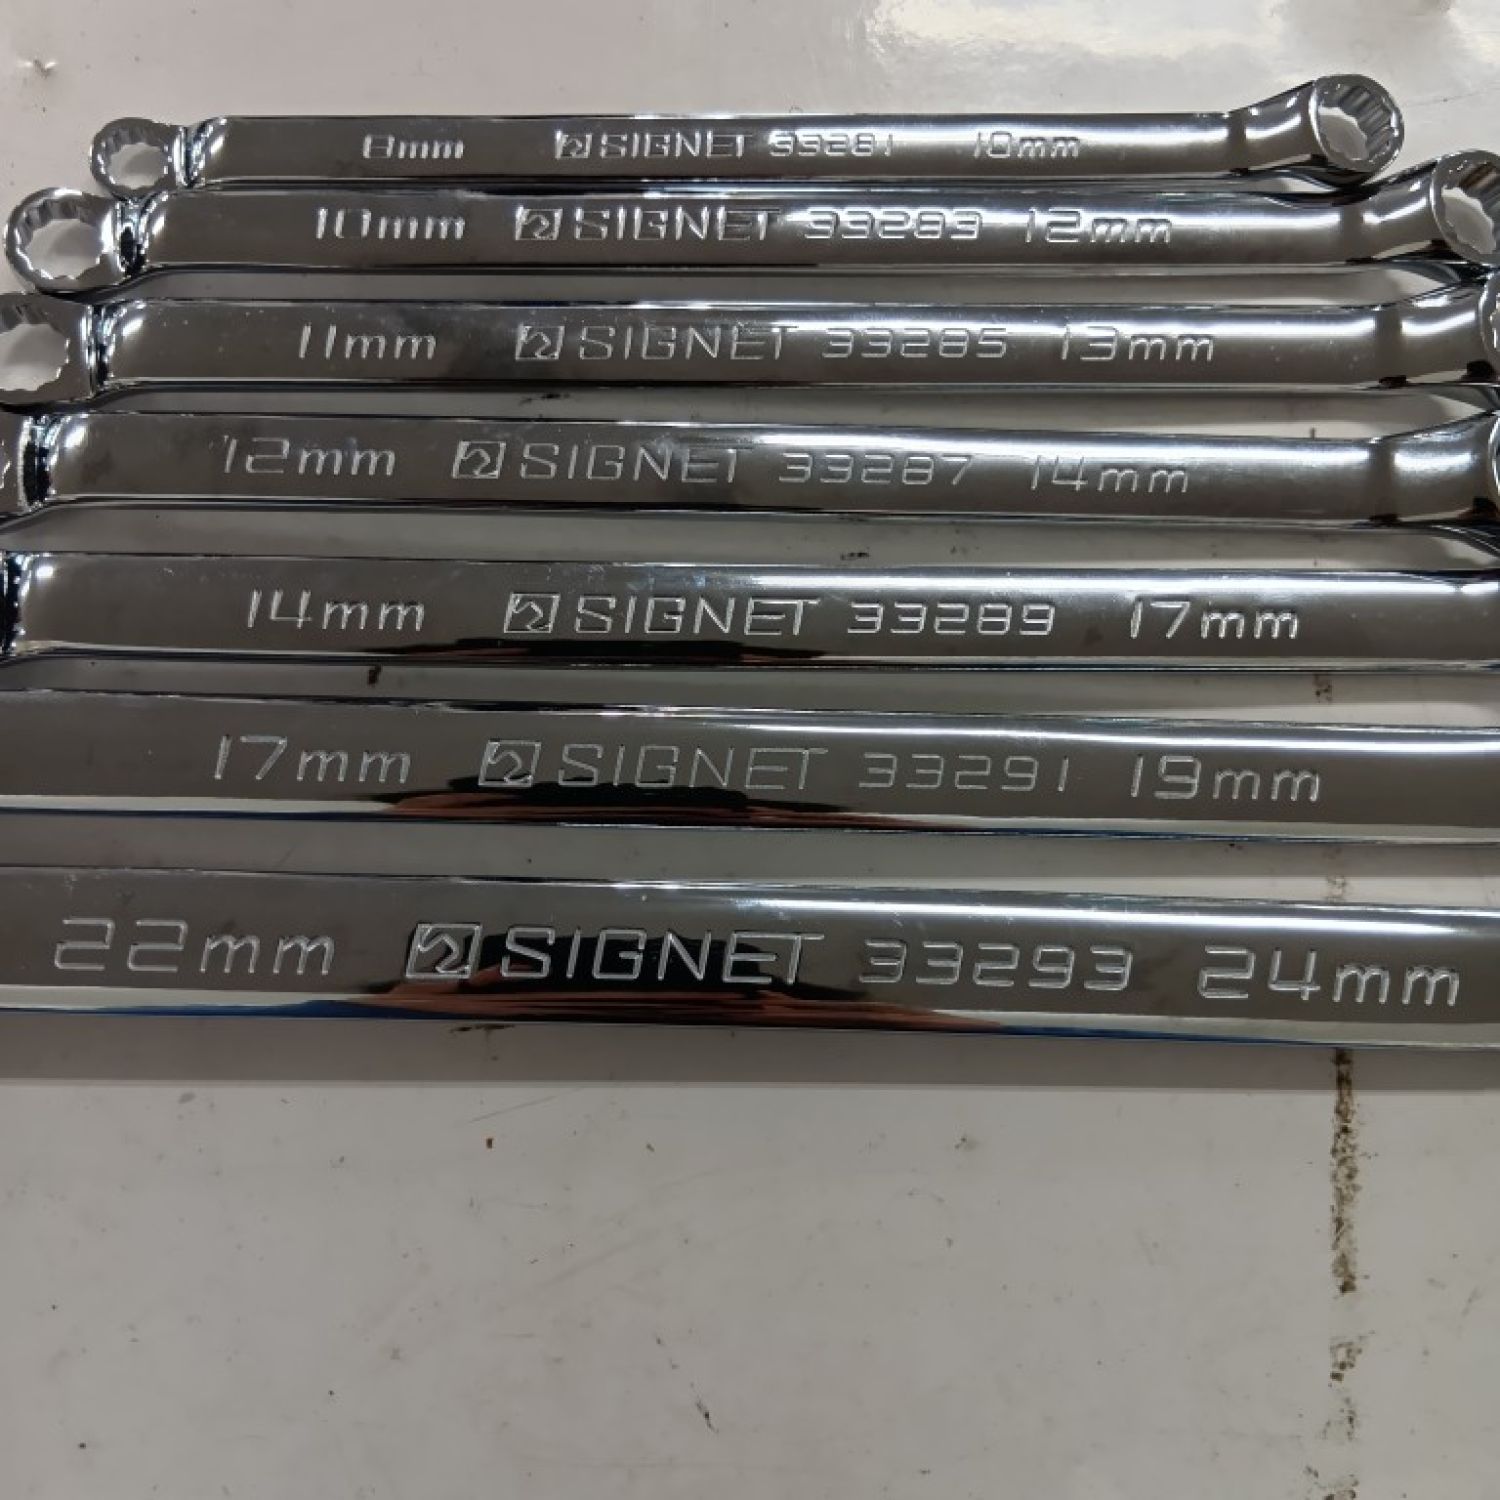 8mm SIGNET 33281 10mm
10mm SIGNET 33283 12mm
11mm SIGNET 33285 13mm
12mm SIGNET 33287 14mm
14mm SIGNET 33289 17mm
17mm SIGNET 33291 19mm
22mm SIGNET 33293 24mm